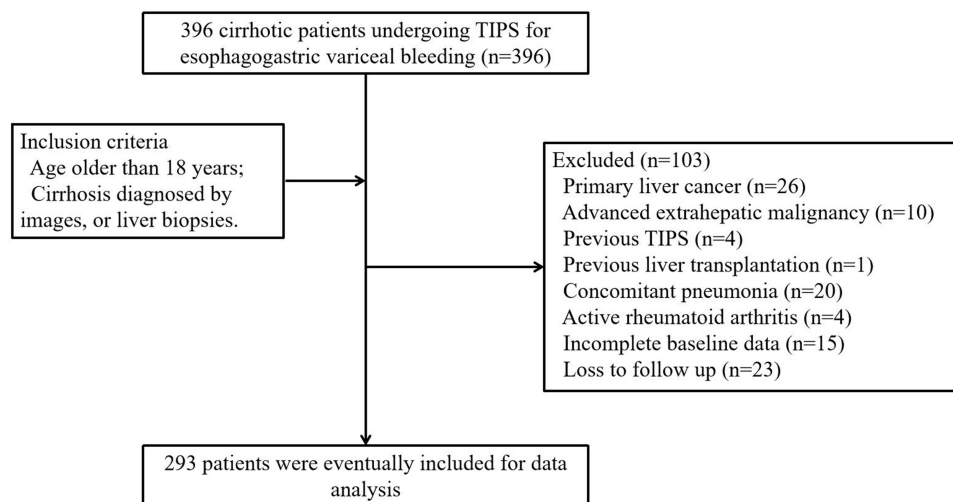 396 cirrhotic patients undergoing TIPS for
esophagogastric variceal bleeding (n=396)
Inclusion criteria
Age older than 18 years;
Cirrhosis diagnosed by
images, or liver biopsies.
Excluded (n=103)
Primary liver cancer (n=26)
Advanced extrahepatic malignancy (n=10)
Previous TIPS (n=4)
Previous liver transplantation (n=1)
Concomitant pneumonia (n=20)
Active rheumatoid arthritis (n=4)
Incomplete baseline data (n=15)
Loss to follow up (n=23)
293 patients were eventually included for data
analysis